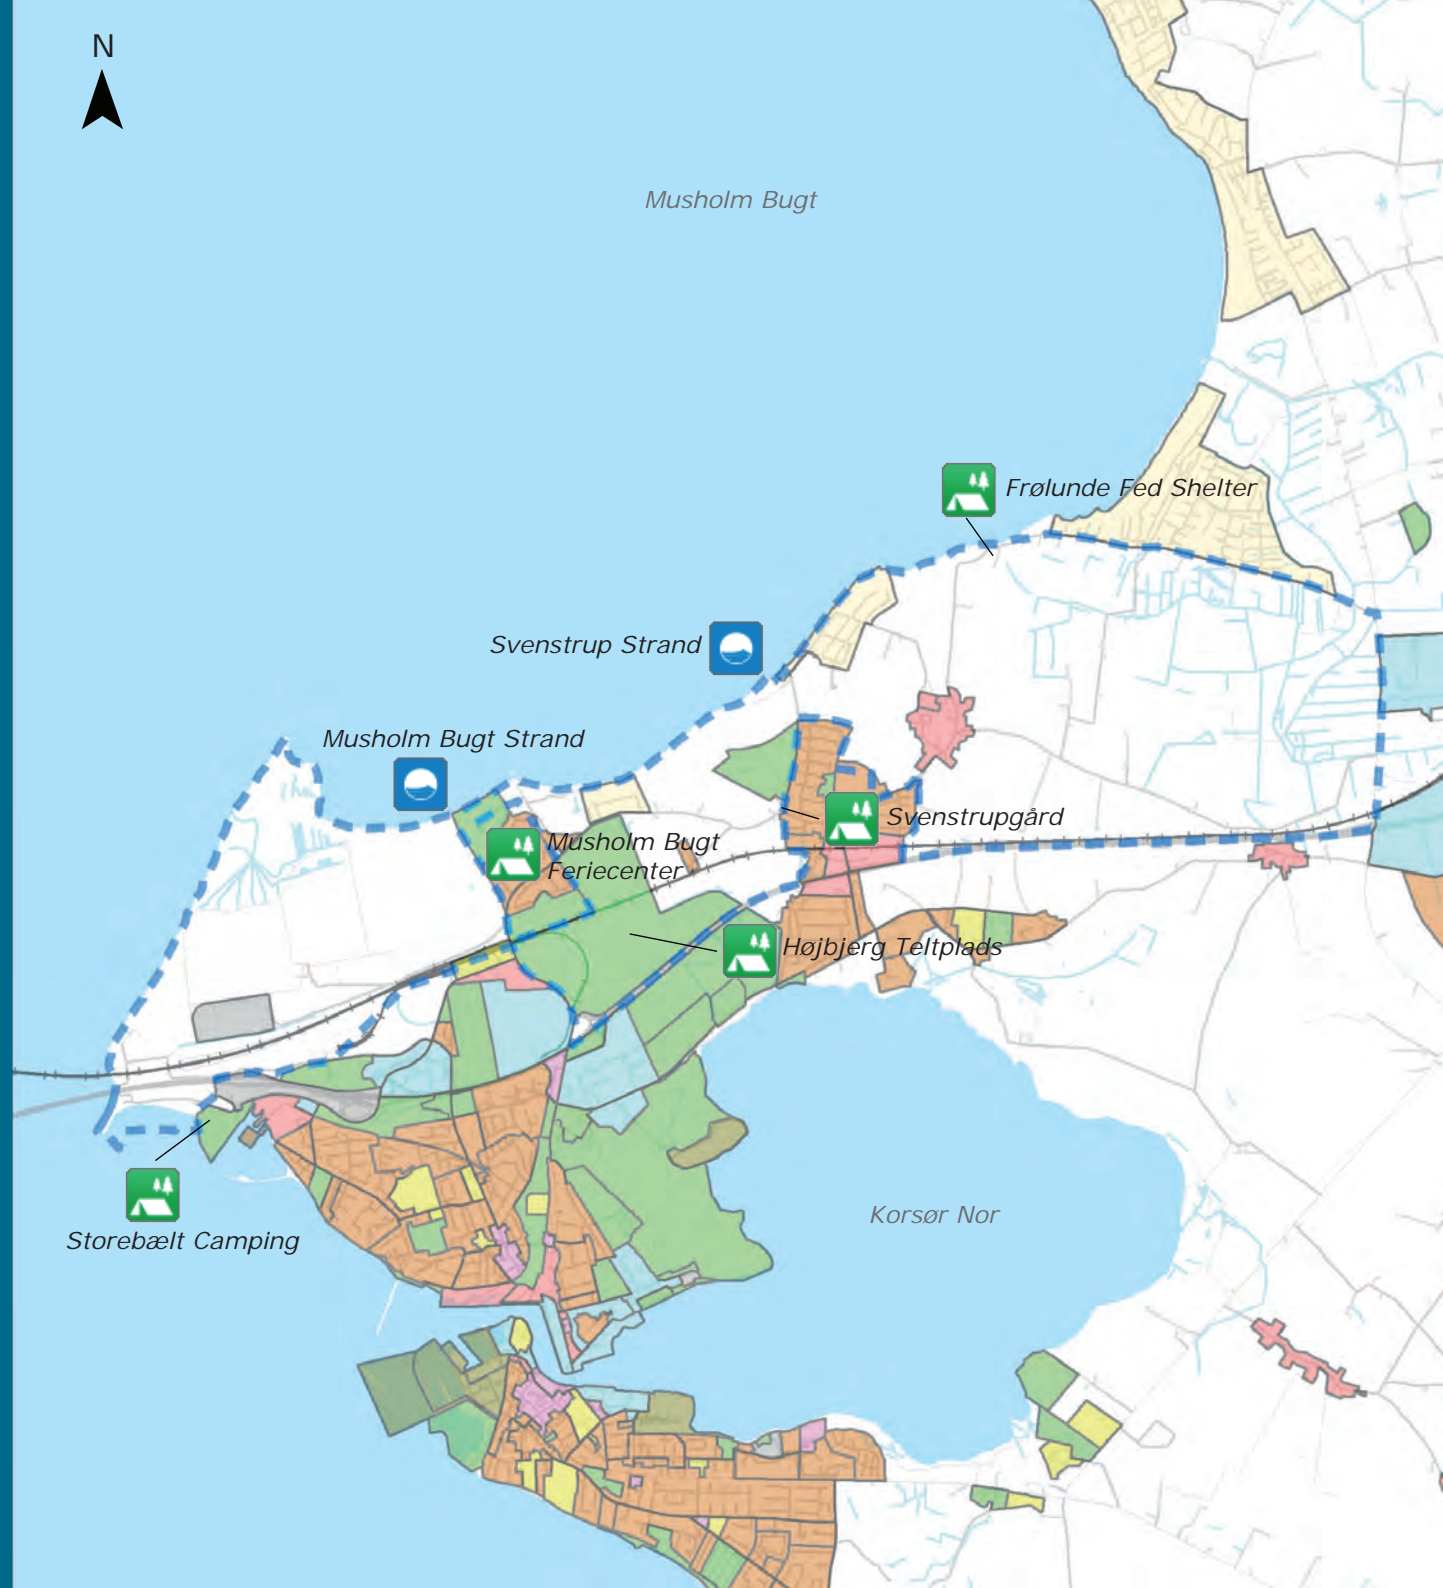 N
Musholm Bugt
Frølunde Fed Shelter
Svenstrup Strand
Musholm Bugt Strand
Svenstrupgård
Musholm Bugt
Feriecenter
Højbjerg Teltplads
Korsør Nor
Storebælt Camping